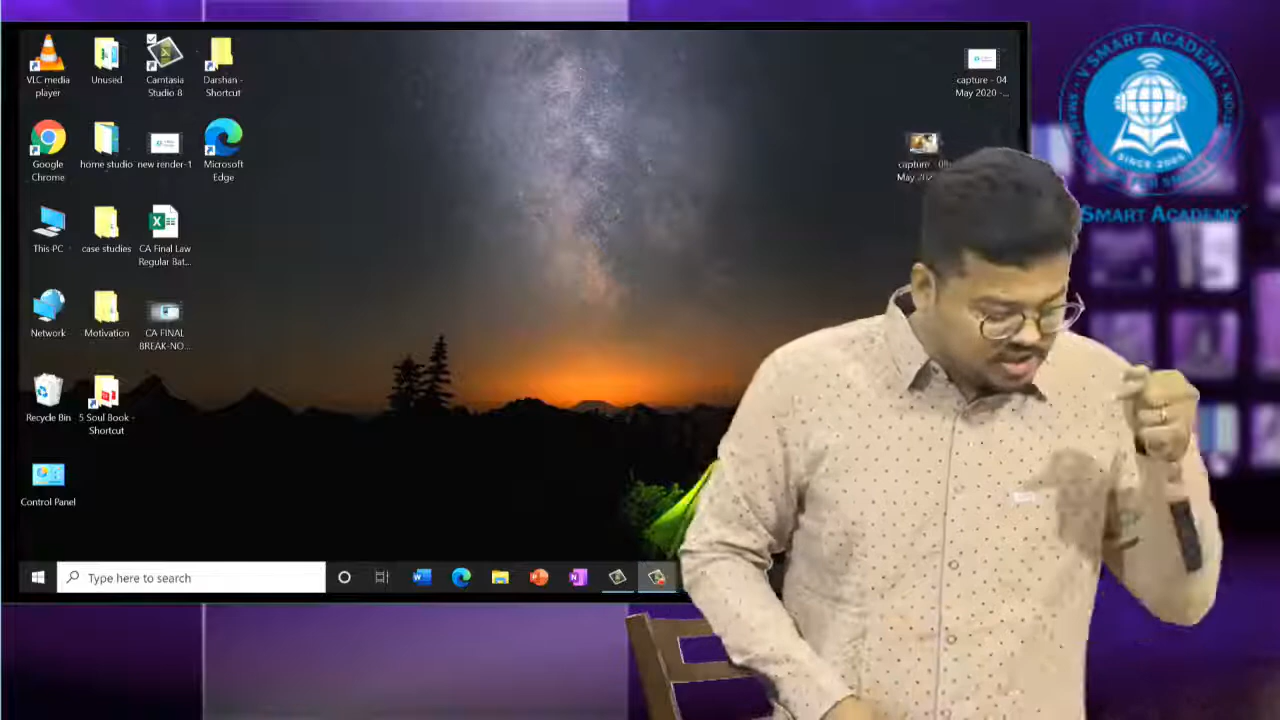 VLC media
player
Unused
Camtasia
Studio 8
Darshan -
Shortcut
capture - 04
May 2020 -...
Google
Chrome
home studio
new render-1
Microsoft
Edge
This PC
case studies
CA Final Law
Regular Bat...
Network
Motivation
CA FINAL
BREAK-NO...
Recycle Bin
5 Soul Book -
Shortcut
Control Panel
Type here to search
V SMART ACADEMY
SINCE 2005
SMART ACADEMY